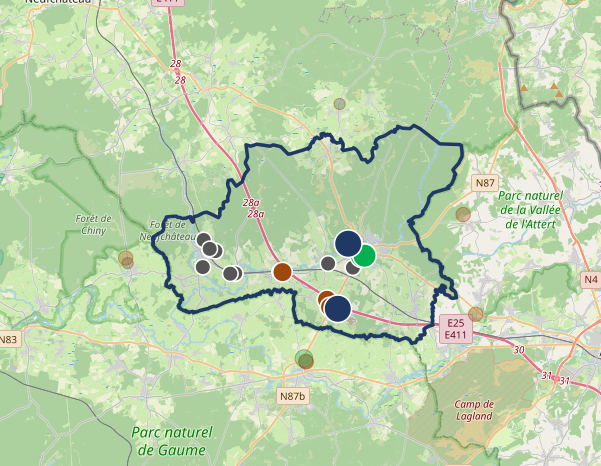 Neufchâteau
E411
28
28
N87
Parc naturel
de la Vallée
de l'Attert
28a
28a
Forêt de
Chiny
Forêt de
Neufchâteau
N4
E25
E411
N83
30
31
31
N87b
Camp de
Lagland
Parc naturel
de Gaume